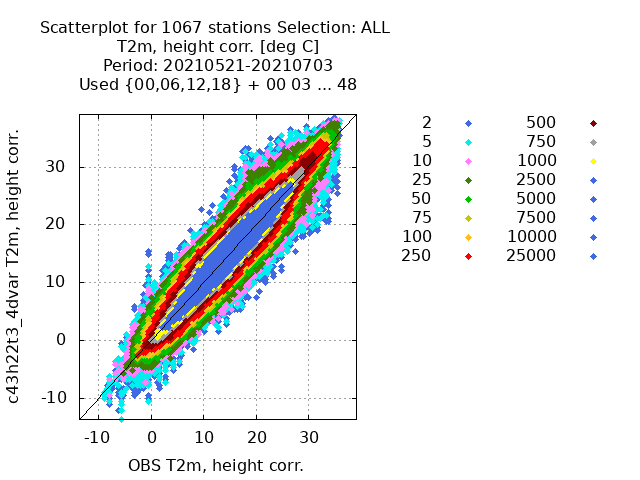 Scatterplot for 1067 stations Selection: ALL
T2m, height corr. [deg C]
Period: 20210521-20210703
Used {00,06,12,18} + 00 03 ... 48
c43h22t3_4dvar T2m, height corr.
30
20
10
0
-10
-10 0 10 20 30
OBS T2m, height corr.
2 500
5 750
10 1000
25 2500
50 5000
75 7500
100 10000
250 25000